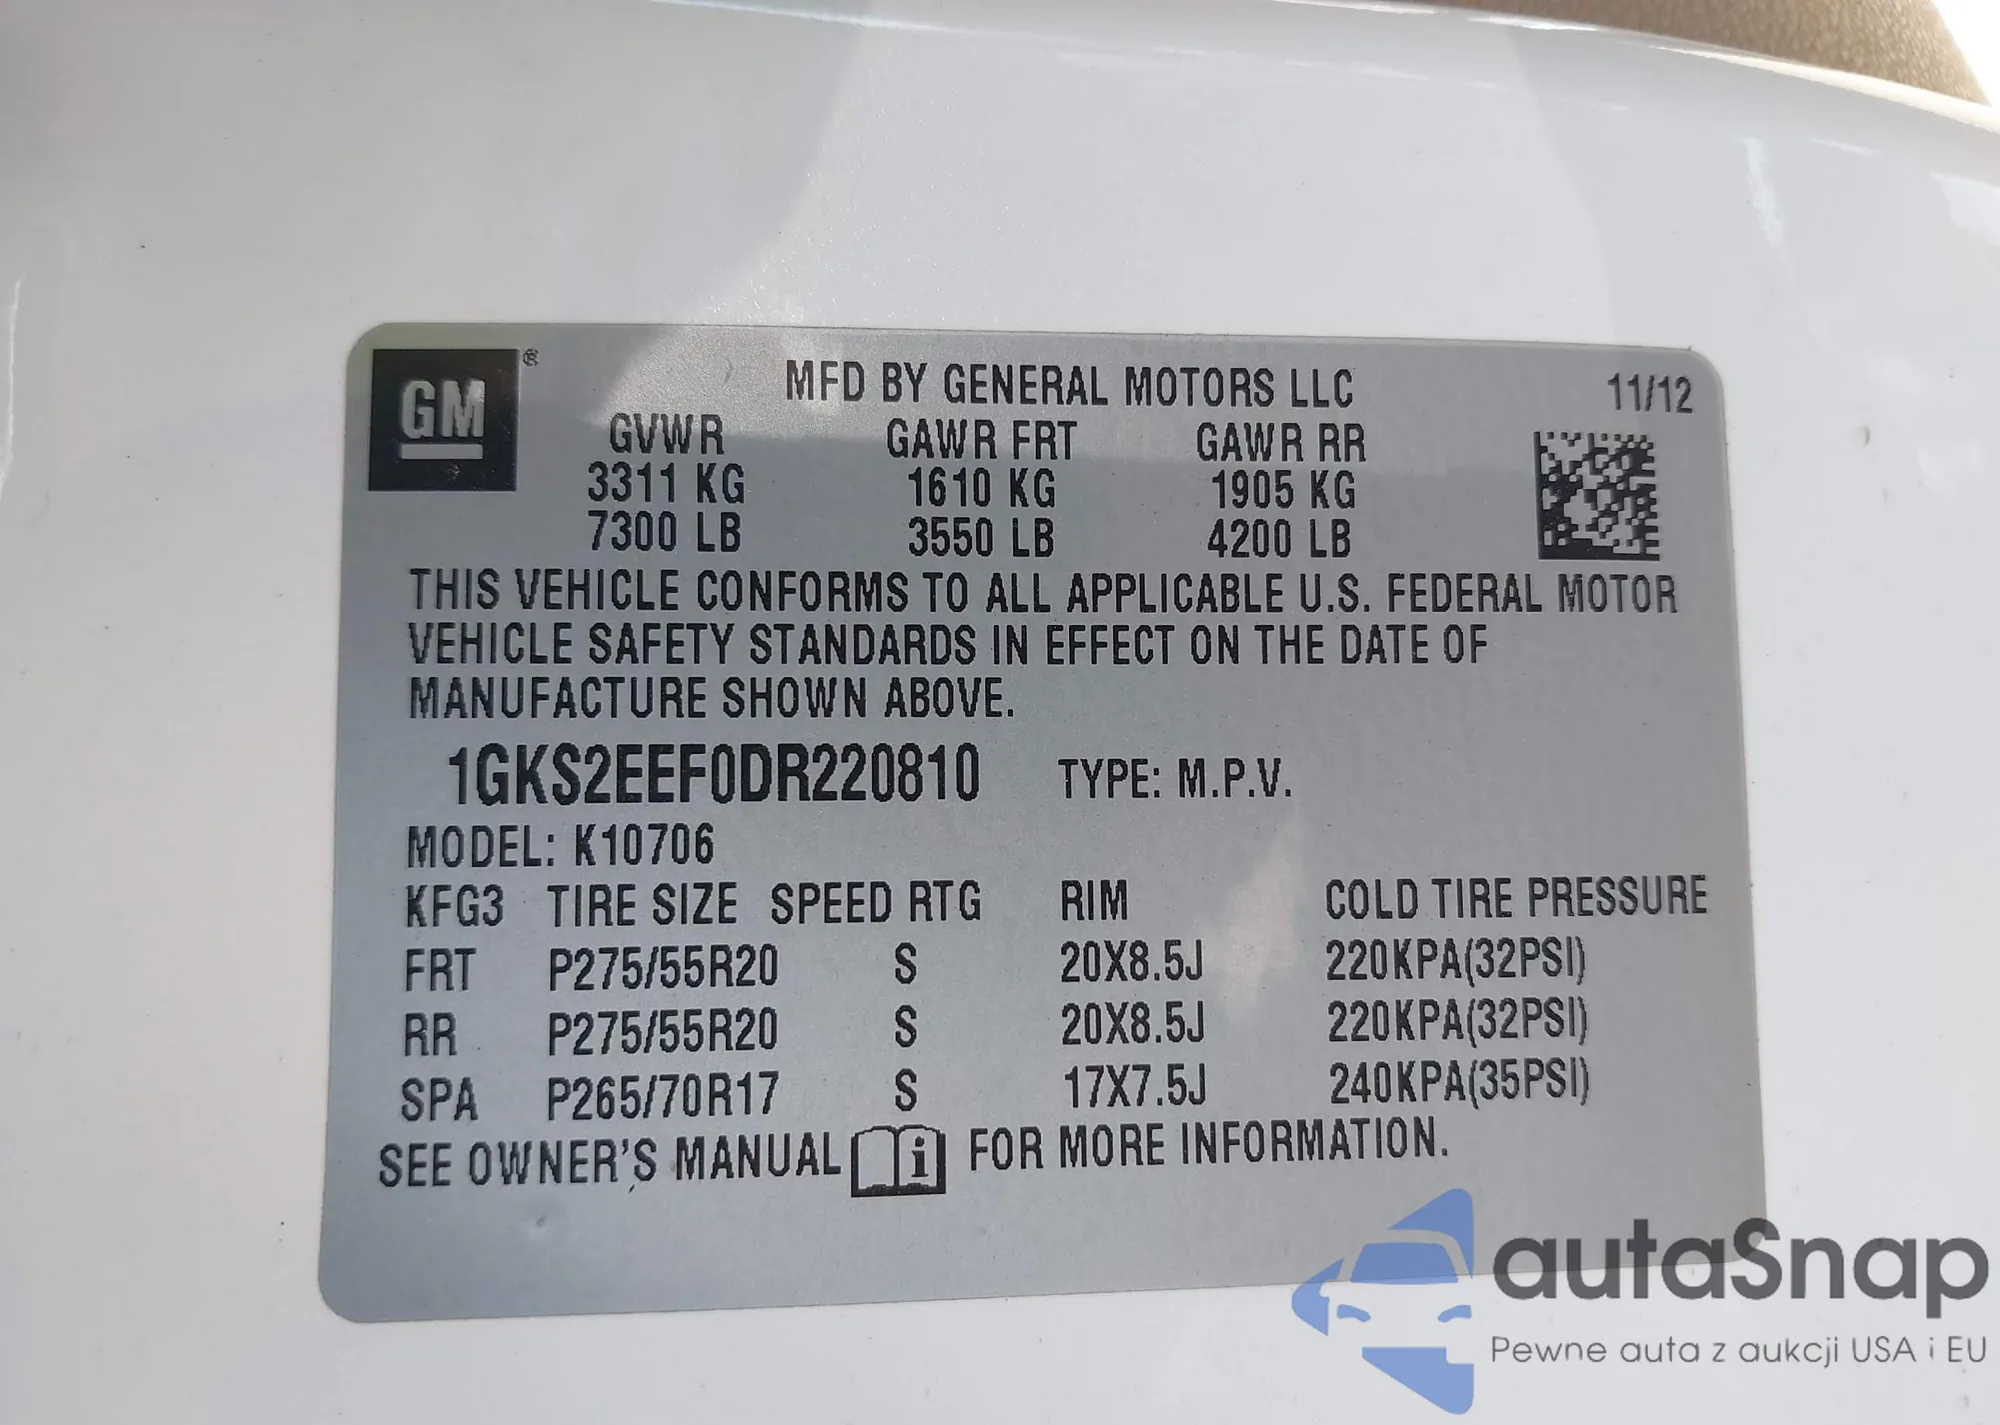 GM®
MFD BY GENERAL MOTORS LLC 11/12
GVWR GAWR FRT GAWR RR
3311 KG 1610 KG 1905 KG
7300 LB 3550 LB 4200 LB
THIS VEHICLE CONFORMS TO ALL APPLICABLE U.S. FEDERAL MOTOR
VEHICLE SAFETY STANDARDS IN EFFECT ON THE DATE OF
MANUFACTURE SHOWN ABOVE.
1GKS2EEF0DR220810 TYPE: M.P.V.
MODEL: K10706
KFG3 TIRE SIZE SPEED RTG RIM COLD TIRE PRESSURE
FRT P275/55R20 S 20X8.5J 220KPA(32PSI)
RR P275/55R20 S 20X8.5J 220KPA(32PSI)
SPA P265/70R17 S 17X7.5J 240KPA(35PSI)
SEE OWNER'S MANUAL i FOR MORE INFORMATION.
autaSnap
Pewne auta z aukcji USA i EU